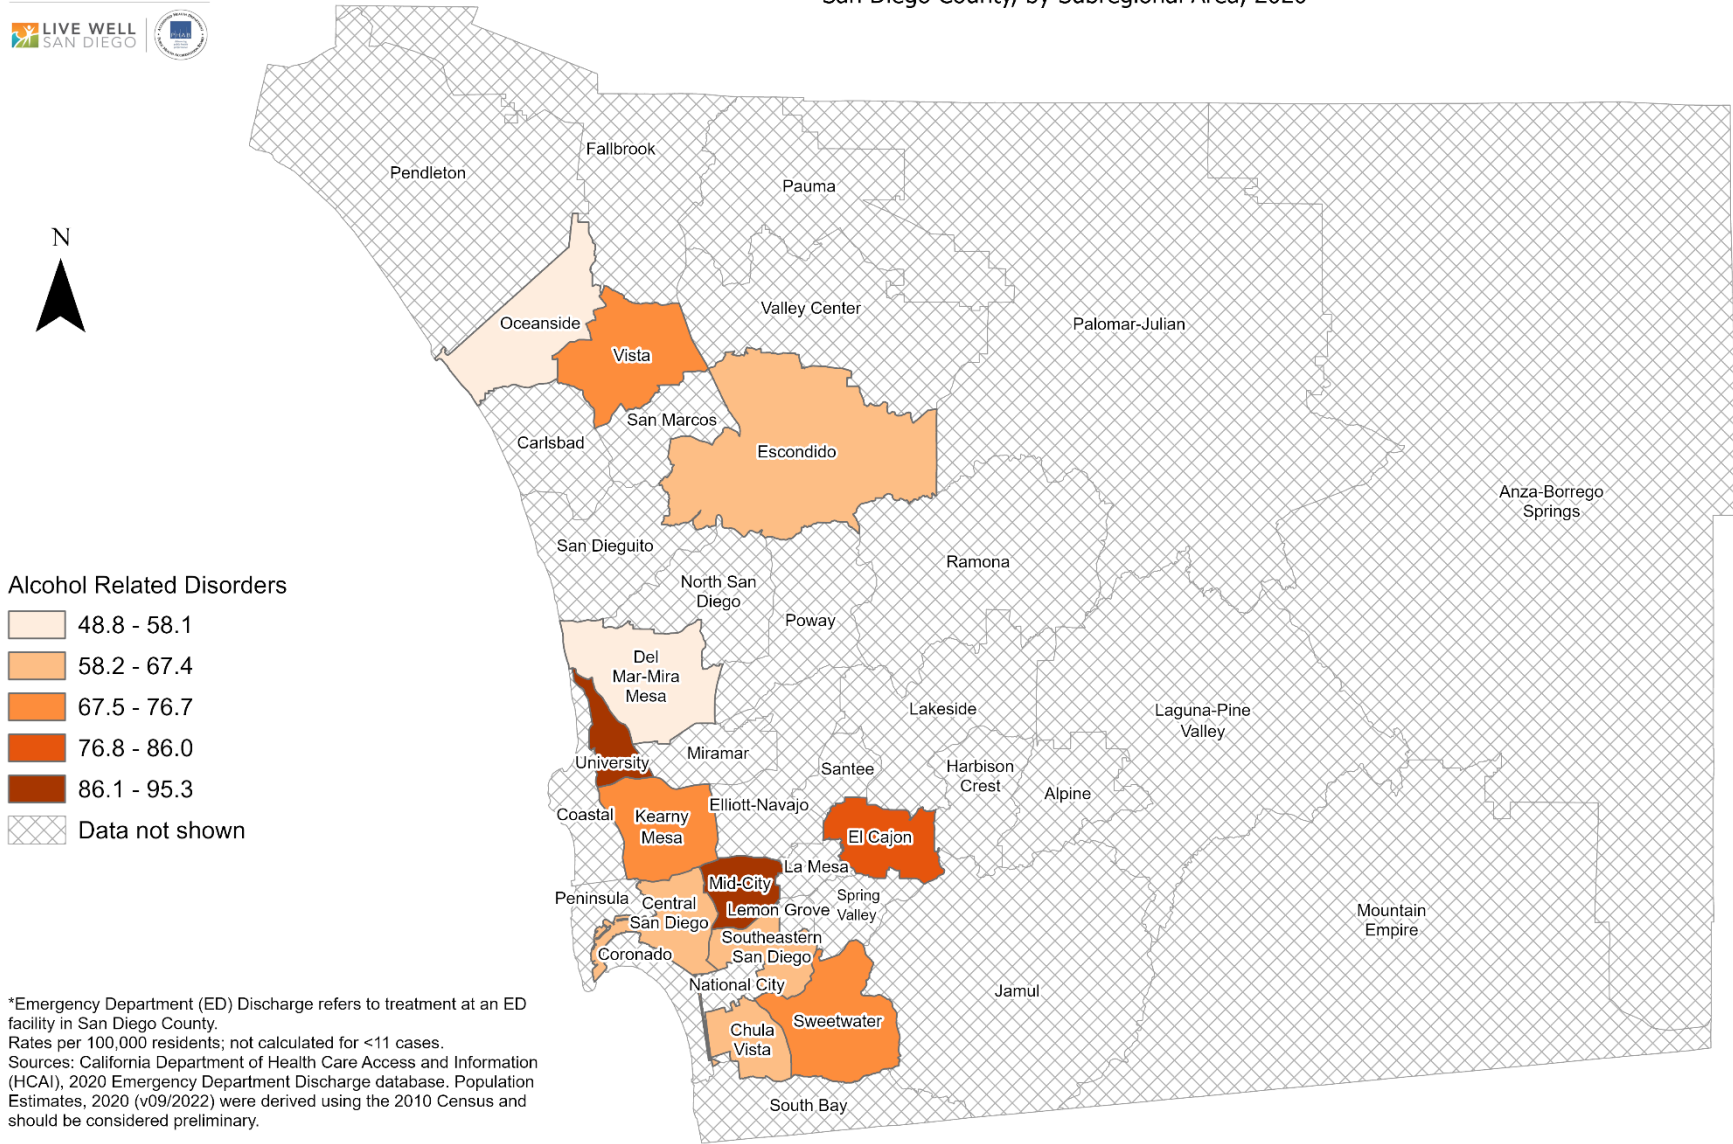 San Diego County, by Subregional Area, 2020
LIVE WELL
SAN DIEGO
PHAB
N
Fallbrook
Pendleton
Pauma
Valley Center
Oceanside
Palomar-Julian
Vista
San Marcos
Carlsbad
Escondido
Anza-Borrego
Springs
San Dieguito
Ramona
North San
Diego
Poway
Del
Mar-Mira
Mesa
Lakeside
Laguna-Pine
Valley
Miramar
University
Santee
Harbison
Crest
Alpine
Coastal
Kearny
Mesa
Elliott-Navajo
El Cajon
La Mesa
Mid-City
Peninsula
Central
San Diego
Lemon Grove
Spring
Valley
Mountain
Empire
Southeastern
San Diego
Coronado
National City
Jamul
Chula
Vista
Sweetwater
South Bay
Alcohol Related Disorders
48.8 - 58.1
58.2 - 67.4
67.5 - 76.7
76.8 - 86.0
86.1 - 95.3
Data not shown
*Emergency Department (ED) Discharge refers to treatment at an ED
facility in San Diego County.
Rates per 100,000 residents; not calculated for <11 cases.
Sources: California Department of Health Care Access and Information
(HCAI), 2020 Emergency Department Discharge database. Population
Estimates, 2020 (v09/2022) were derived using the 2010 Census and
should be considered preliminary.